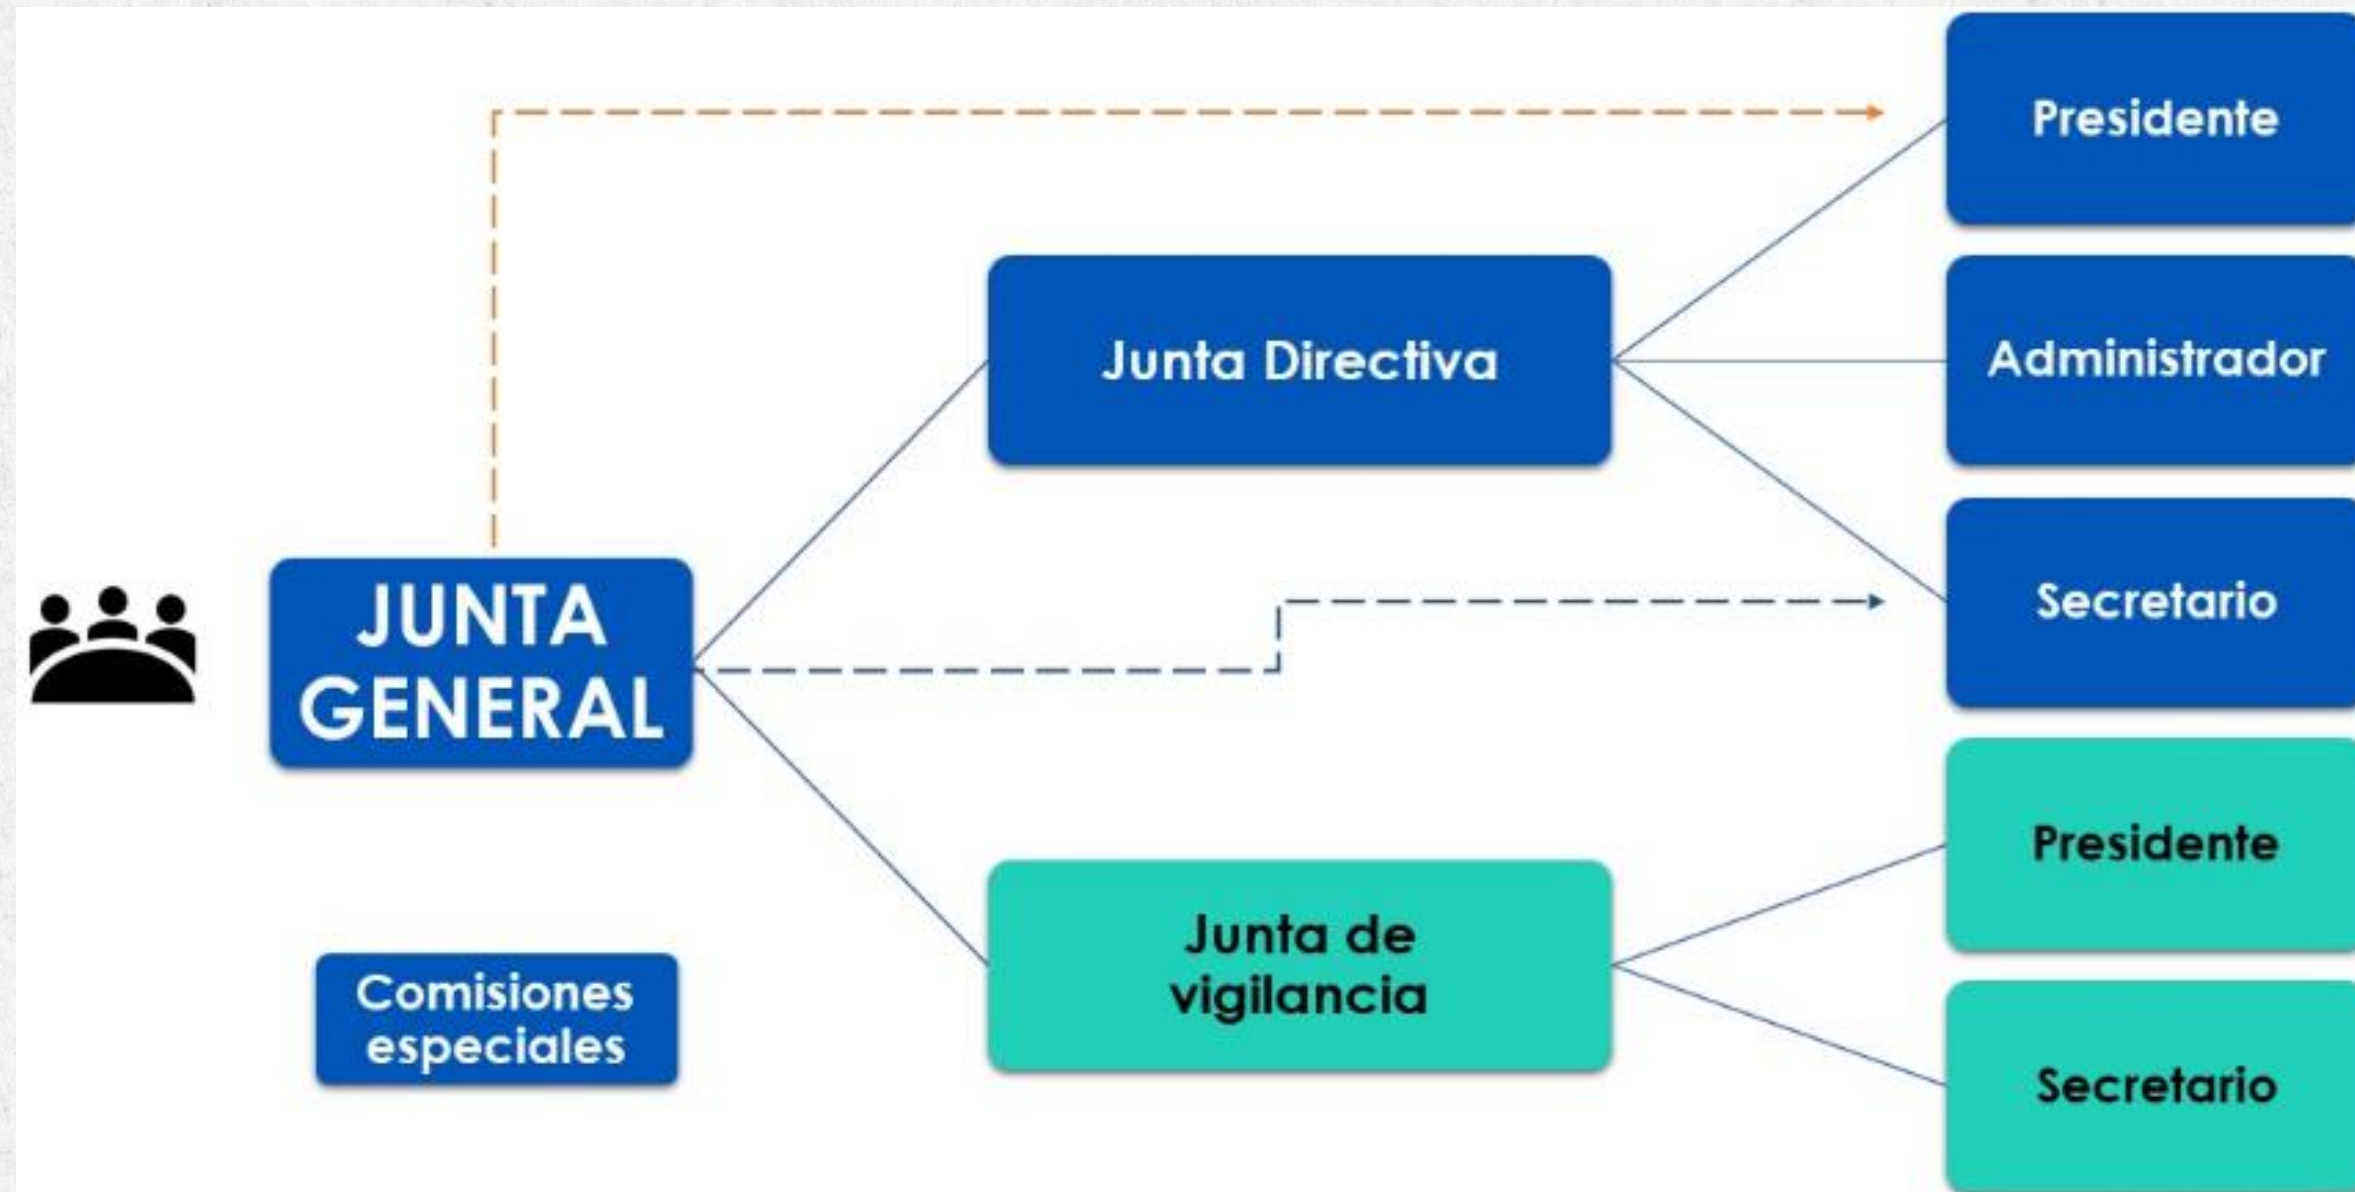 Presidente
Junta Directiva
Administrador
JUNTA
GENERAL
Secretario
Junta de
vigilancia
Presidente
Comisiones
especiales
Secretario